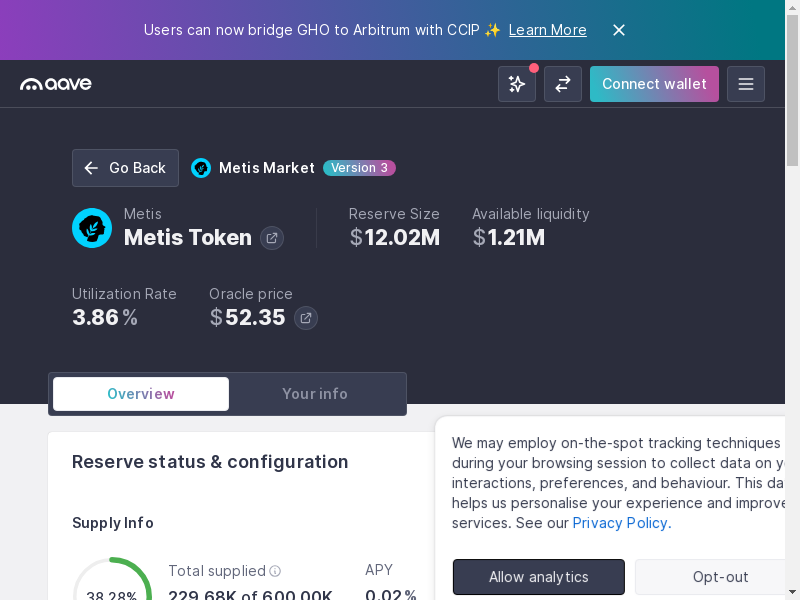 Users can now bridge GHO to Arbitrum with CCIP ✨ Learn More
aave
Connect wallet
Go Back
Metis Market
Version 3
Metis
Metis Token
Reserve Size
$12.02M
Available liquidity
$1.21M
Utilization Rate
3.86%
Oracle price
$52.35
Overview
Your info
Reserve status & configuration
Supply Info
38.28%
Total supplied
229.68K of 600.00K
APY
0.02%
We may employ on-the-spot tracking techniques
during your browsing session to collect data on
interactions, preferences, and behaviour. This
helps us personalise your experience and improve
services. See our Privacy Policy.
Allow analytics
Opt-out